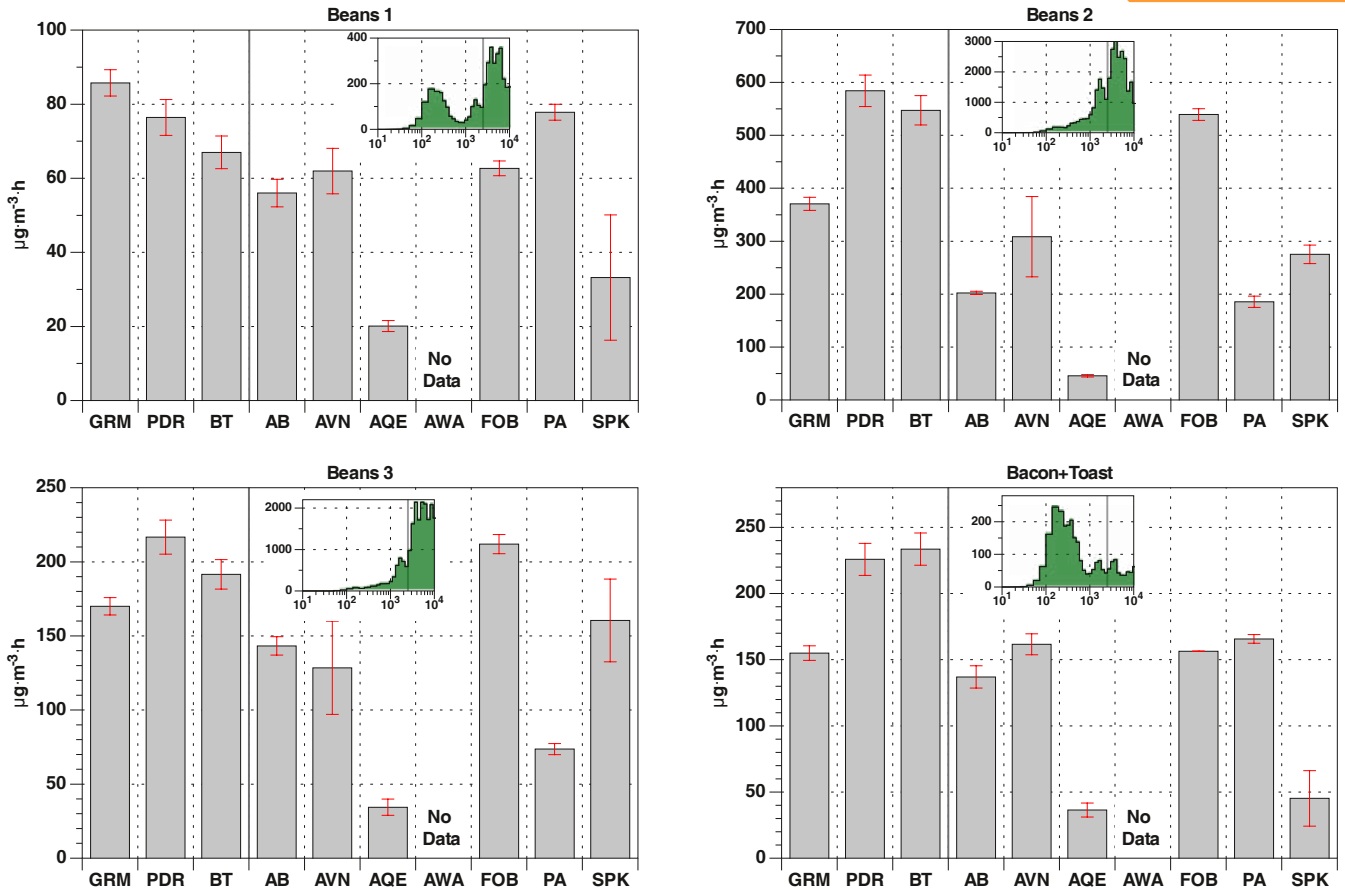 Beans 1
100
80
60
40
20
0
µg·m⁻³·h
400
200
0
10¹ 10² 10³ 10⁴
No
Data
GRM PDR BT AB AVN AQE AWA FOB PA SPK
Beans 2
700
600
500
400
300
200
100
0
µg·m⁻³·h
3000
2000
1000
0
10¹ 10² 10³ 10⁴
No
Data
GRM PDR BT AB AVN AQE AWA FOB PA SPK
Beans 3
250
200
150
100
50
0
µg·m⁻³·h
2000
1000
0
10¹ 10² 10³ 10⁴
No
Data
GRM PDR BT AB AVN AQE AWA FOB PA SPK
Bacon+Toast
250
200
150
100
50
0
µg·m⁻³·h
200
100
0
10¹ 10² 10³ 10⁴
No
Data
GRM PDR BT AB AVN AQE AWA FOB PA SPK